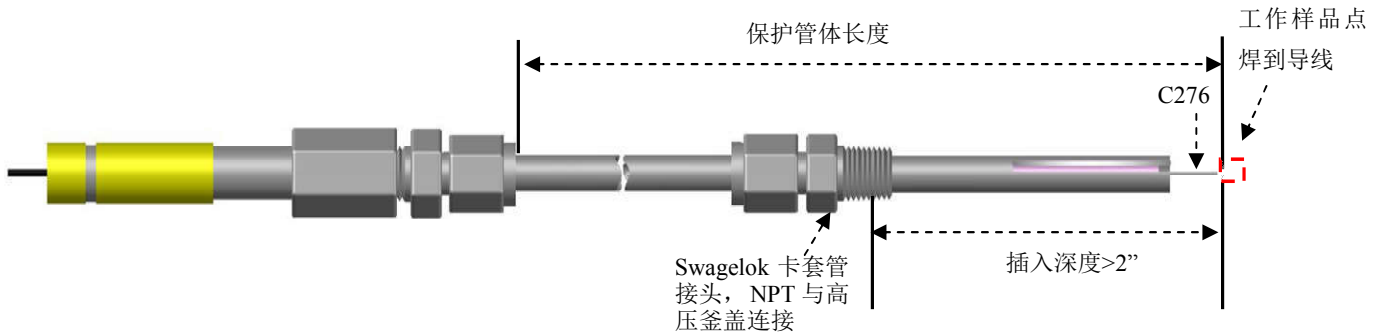 保护管体长度
工作样品点
焊到导线
C276
Swagelok 卡套管
接头， NPT 与高
压釜盖连接
插入深度>2”